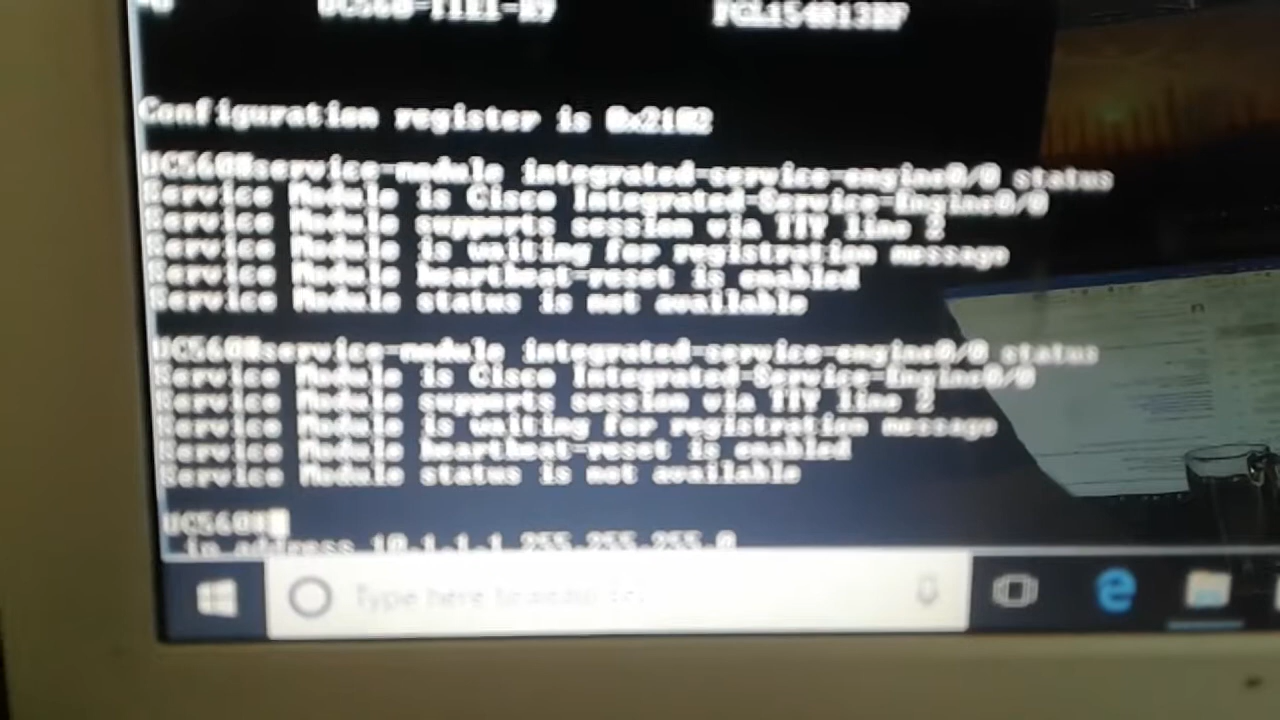 Configuration register is 0x2102
UC560#service-module integrated-service-engine0/0 status
Service Module is Cisco Integrated-Service-Engine0/0
Service Module supports session via TTY line 2
Service Module is waiting for registration message
Service Module heartbeat-reset is enabled
Service Module status is not available
UC560#service-module integrated-service-engine0/0 status
Service Module is Cisco Integrated-Service-Engine0/0
Service Module supports session via TTY line 2
Service Module is waiting for registration message
Service Module heartbeat-reset is enabled
Service Module status is not available
UC560#
ip address 10.1.1.1 255.255.255.0
Type here to search